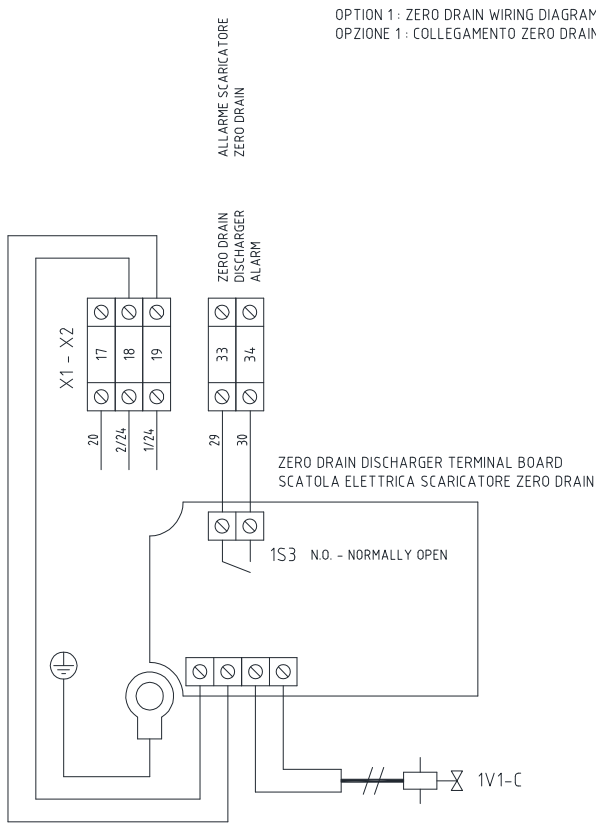 OPTION 1 : ZERO DRAIN WIRING DIAGRAM
OPZIONE 1 : COLLEGAMENTO ZERO DRAIN
ALLARME SCARICATORE
ZERO DRAIN
ZERO DRAIN
DISCHARGER
ALARM
X1 - X2
17
18
19
33
34
20
2/24
1/24
29
30
ZERO DRAIN DISCHARGER TERMINAL BOARD
SCATOLA ELETTRICA SCARICATORE ZERO DRAIN
1S3 N.O. - NORMALLY OPEN
1V1-C